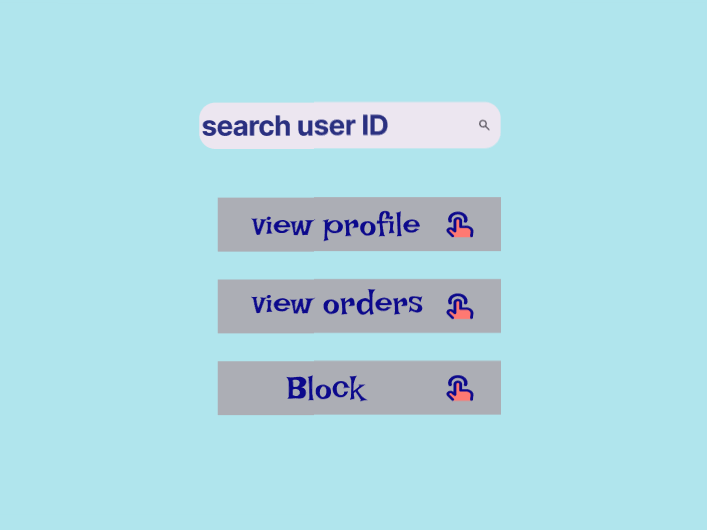 search user ID
View profile
View orders
Block